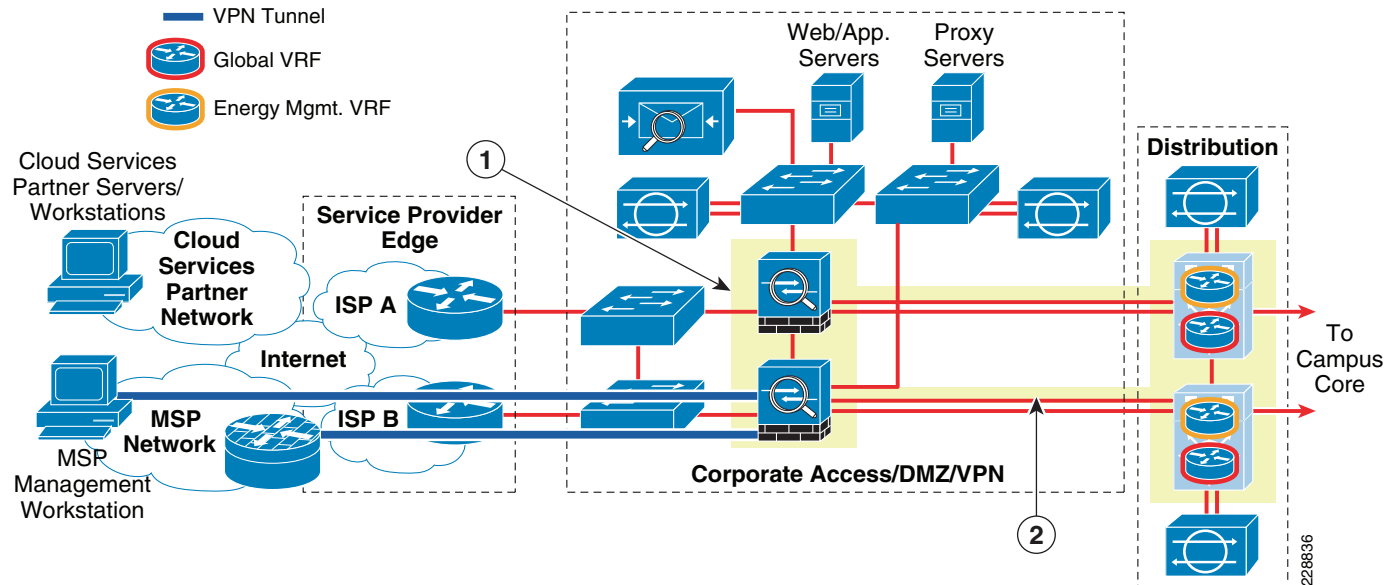 VPN Tunnel
Global VRF
Energy Mgmt. VRF
Cloud Services
Partner Servers/
Workstations
Cloud
Services
Partner
Network
Service Provider
Edge
ISP A
Internet
ISP B
MSP
Network
MSP
Management
Workstation
1
Web/App.
Servers
Proxy
Servers
Corporate Access/DMZ/VPN
2
Distribution
To
Campus
Core
228836